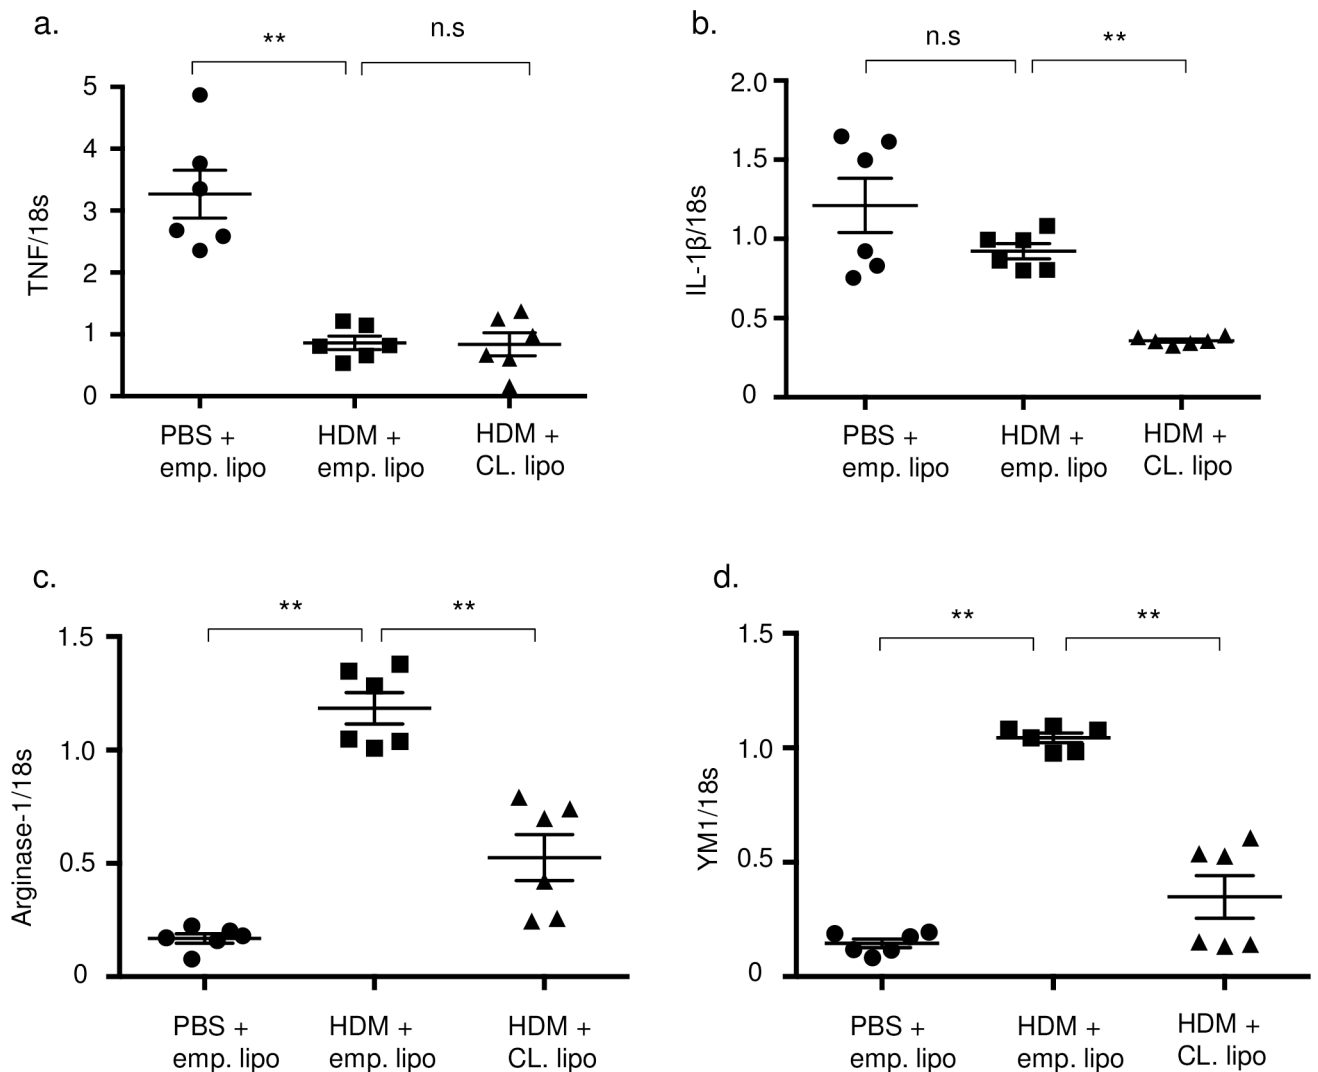 a.
** n.s
TNF/18s
5
4
3
2
1
0
PBS + HDM + HDM +
emp. lipo emp. lipo CL. lipo
b.
n.s **
IL-1β/18s
2.0
1.5
1.0
0.5
0
PBS + HDM + HDM +
emp. lipo emp. lipo CL. lipo
c.
** **
Arginase-1/18s
1.5
1.0
0.5
0
PBS + HDM + HDM +
emp. lipo emp. lipo CL. lipo
d.
** **
YM1/18s
1.5
1.0
0.5
0
PBS + HDM + HDM +
emp. lipo emp. lipo CL. lipo